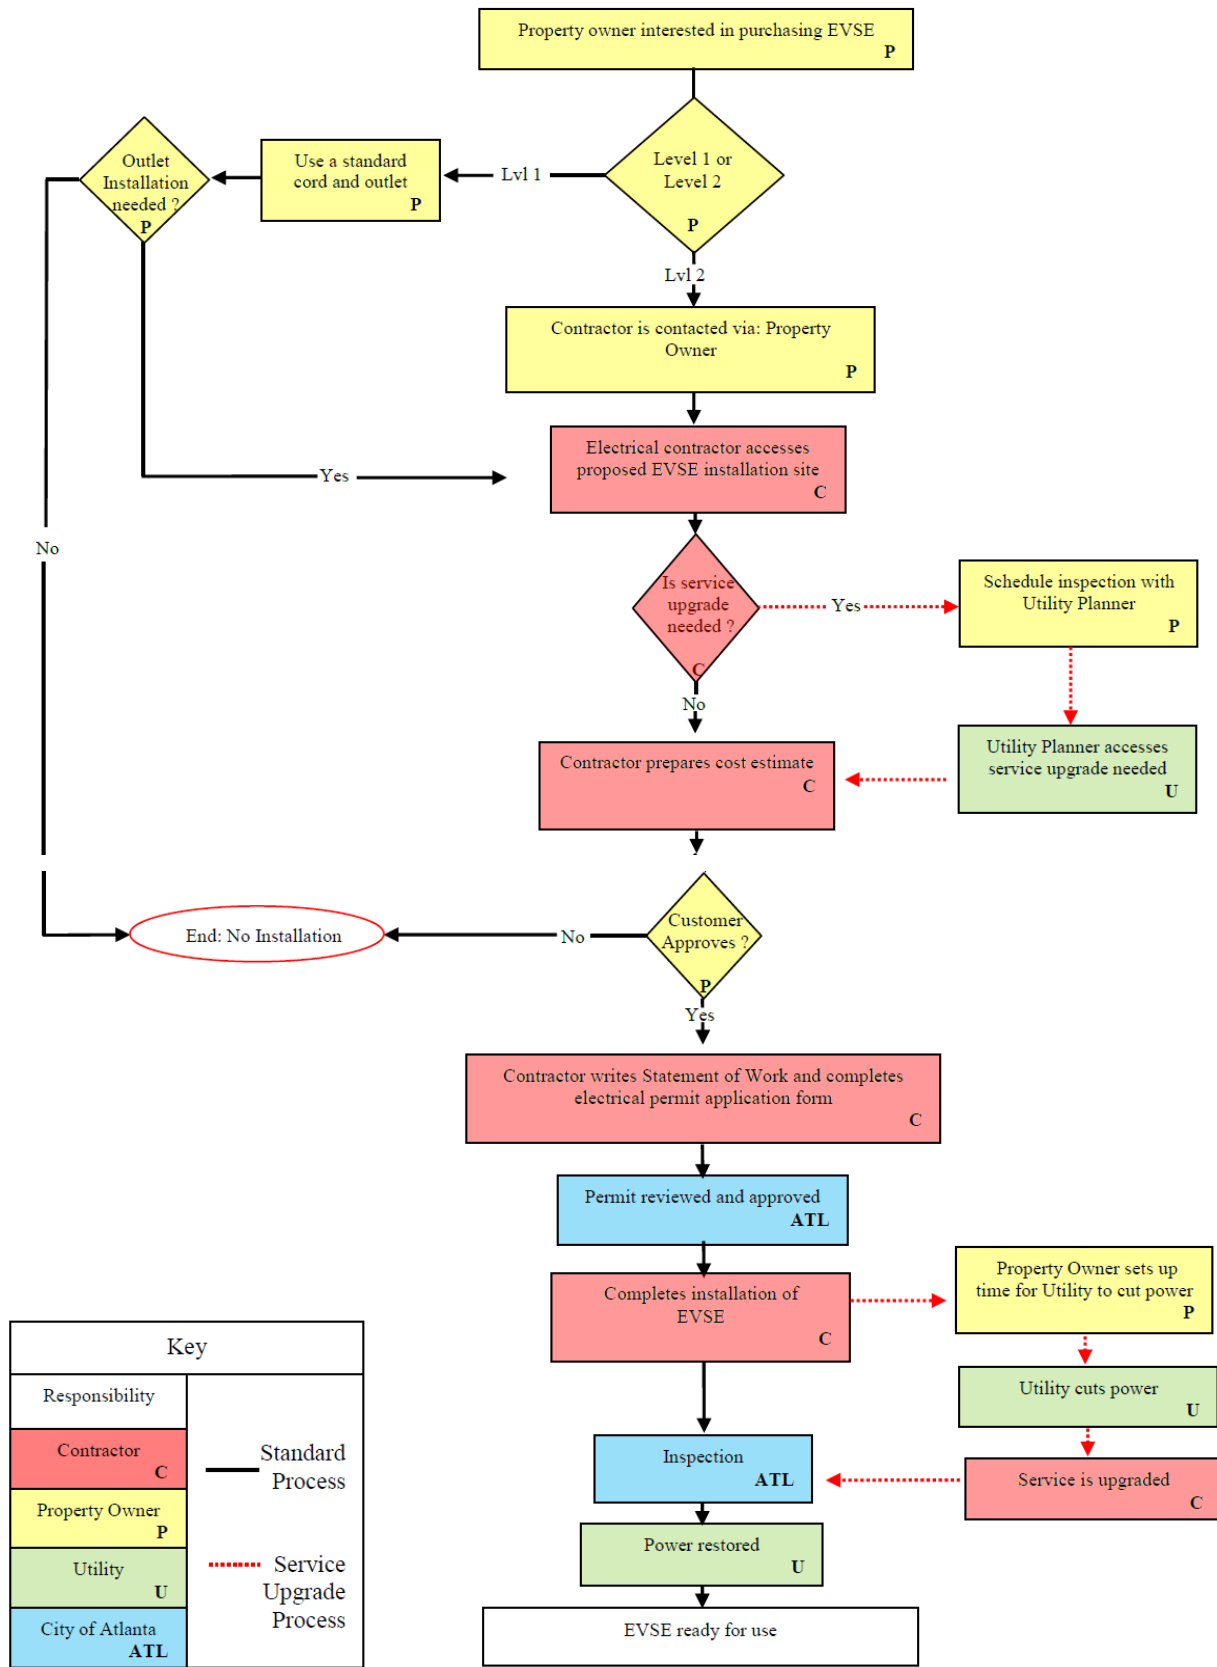 Property owner interested in purchasing EVSE
P
Level 1 or
Level 2
P
Lvl 1
Use a standard
cord and outlet
P
Outlet
Installation
needed ?
P
Lvl 2
Contractor is contacted via: Property
Owner
P
Electrical contractor accesses
proposed EVSE installation site
C
Yes
No
Is service
upgrade
needed ?
C
Yes
Schedule inspection with
Utility Planner
P
No
Utility Planner accesses
service upgrade needed
U
Contractor prepares cost estimate
C
Customer
Approves ?
P
No
End: No Installation
Yes
Contractor writes Statement of Work and completes
electrical permit application form
C
Permit reviewed and approved
ATL
Completes installation of
EVSE
C
Property Owner sets up
time for Utility to cut power
P
Utility cuts power
U
Service is upgraded
C
Inspection
ATL
Power restored
U
EVSE ready for use
Key
Responsibility
Contractor
C
Property Owner
P
Utility
U
City of Atlanta
ATL
Standard
Process
Service
Upgrade
Process